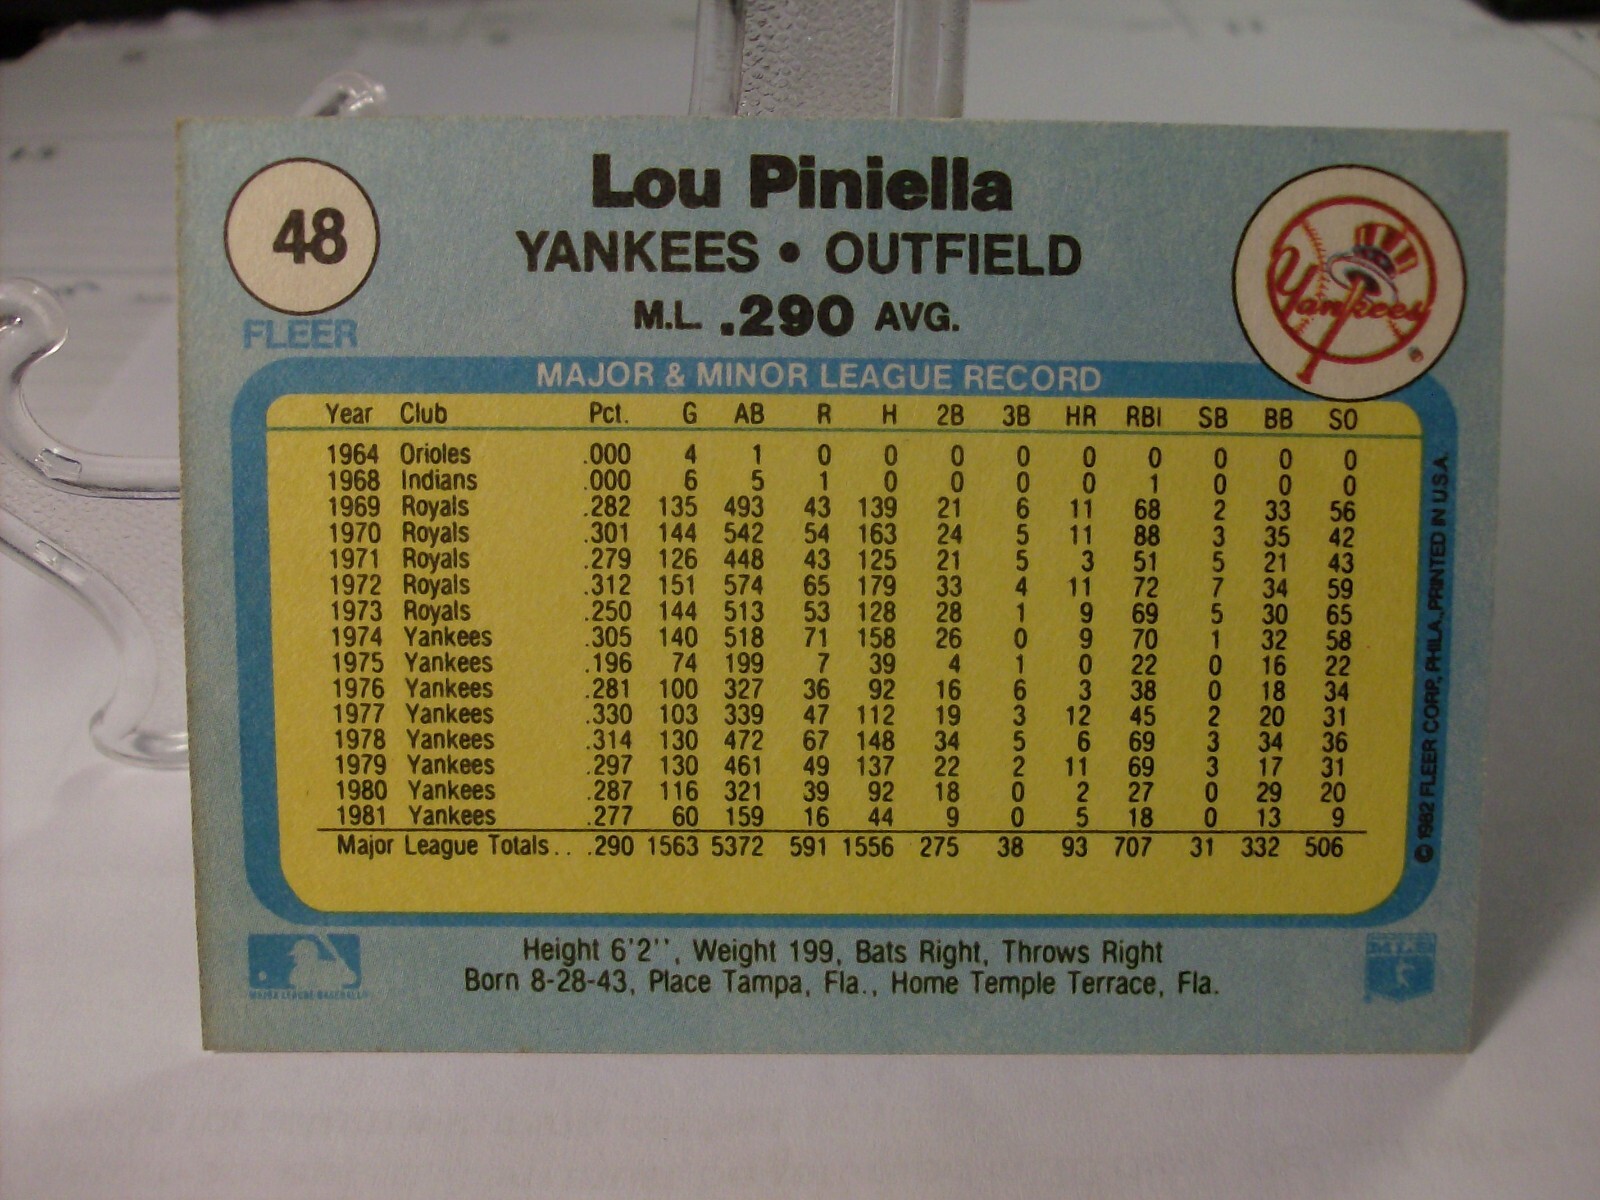 48
FLEER
Lou Piniella
YANKEES • OUTFIELD
M.L. .290 AVG.
Yankees
MAJOR & MINOR LEAGUE RECORD
Year Club Pct. G AB R H 2B 3B HR RBI SB BB SO
1964 Orioles .000 4 1 0 0 0 0 0 0 0 0 0
1968 Indians .000 6 5 1 0 0 0 0 1 0 0 0
1969 Royals .282 135 493 43 139 21 6 11 68 2 33 56
1970 Royals .301 144 542 54 163 24 5 11 88 3 35 42
1971 Royals .279 126 448 43 125 21 5 3 51 5 21 43
1972 Royals .312 151 574 65 179 33 4 11 72 7 34 59
1973 Royals .250 144 513 53 128 28 1 9 69 5 30 65
1974 Yankees .305 140 518 71 158 26 0 9 70 1 32 58
1975 Yankees .196 74 199 7 39 4 1 0 22 0 16 22
1976 Yankees .281 100 327 36 92 16 6 3 38 0 18 34
1977 Yankees .330 103 339 47 112 19 3 12 45 2 20 31
1978 Yankees .314 130 472 67 148 34 5 6 69 3 34 36
1979 Yankees .297 130 461 49 137 22 2 11 69 3 17 31
1980 Yankees .287 116 321 39 92 18 0 2 27 0 29 20
1981 Yankees .277 60 159 16 44 9 0 5 18 0 13 9
Major League Totals.. .290 1563 5372 591 1556 275 38 93 707 31 332 506
© 1982 FLEER CORP., PHILA., PRINTED IN U.S.A.
Height 6'2'', Weight 199, Bats Right, Throws Right
Born 8-28-43, Place Tampa, Fla., Home Temple Terrace, Fla.
MAJOR LEAGUE BASEBALL